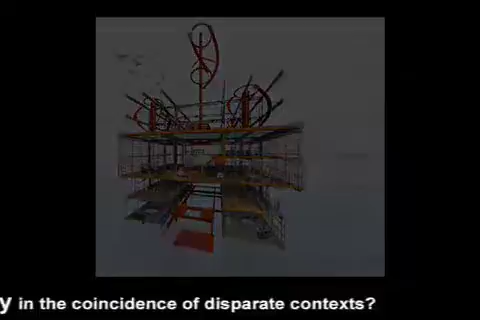 y in the coincidence of disparate contexts?